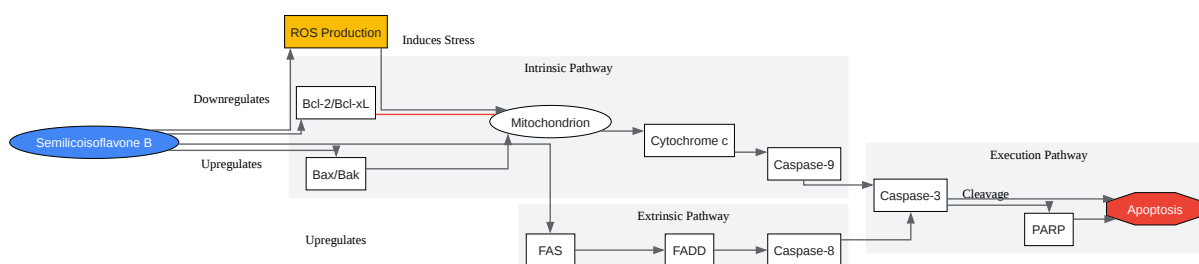 ROS Production
Induces Stress
Intrinsic Pathway
Downregulates
Bcl-2/Bcl-xL
Mitochondrion
Semilicoisoflavone B
Cytochrome c
Upregulates
Bax/Bak
Caspase-9
Execution Pathway
Caspase-3
Cleavage
Apoptosis
Extrinsic Pathway
PARP
Upregulates
FAS
FADD
Caspase-8